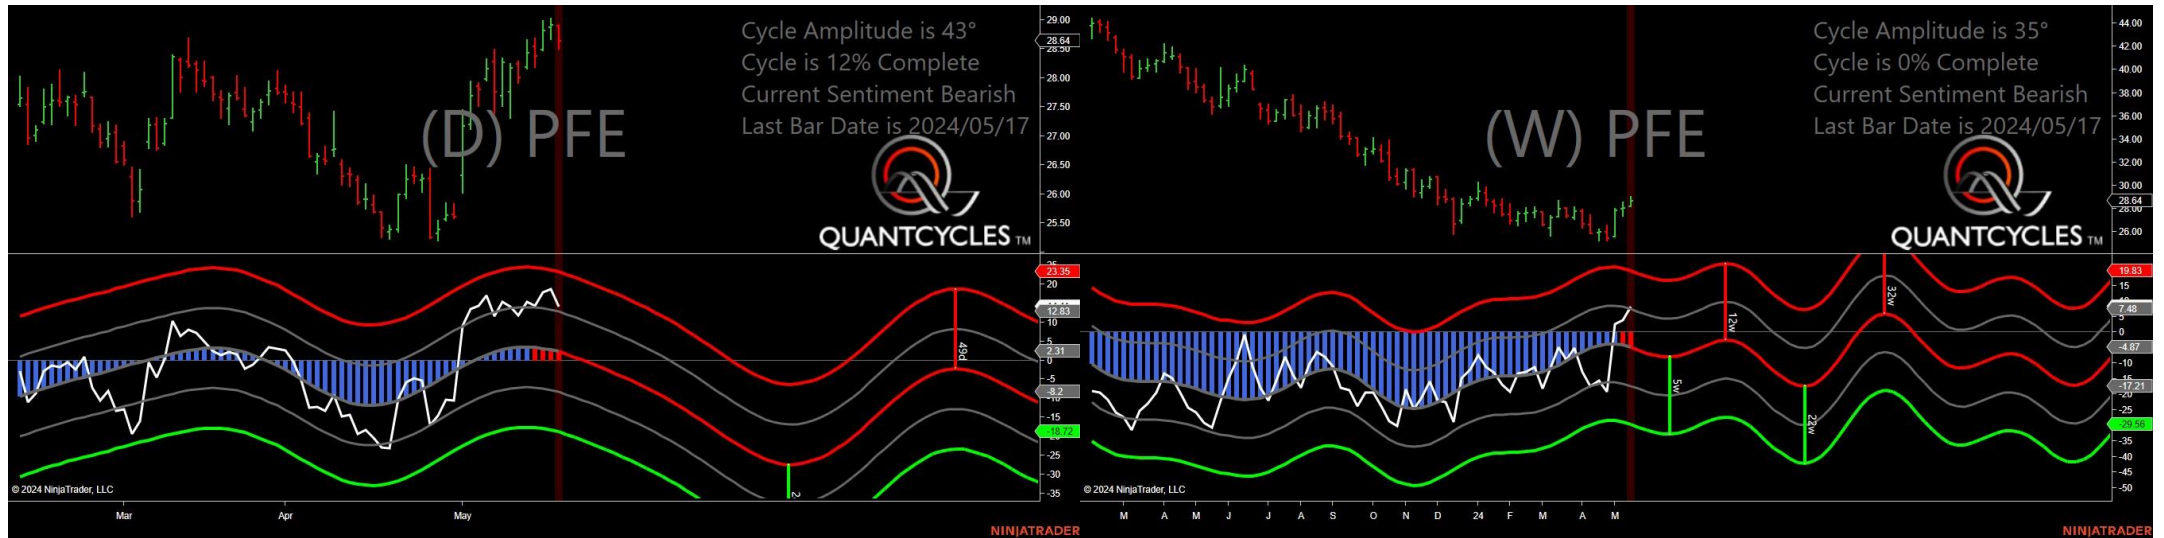 Cycle Amplitude is 43°
Cycle is 12% Complete
Current Sentiment Bearish
Last Bar Date is 2024/05/17
(D) PFE
QUANTCYCLES TM
29.00
28.64
28.50
28.00
27.50
27.00
26.50
26.00
25.50
25
23.35
20
12.83
10
5
2.31
0
-5
-8.2
-10
-15
-18.72
-25
-30
-35
49d
2
© 2024 NinjaTrader, LLC
Mar Apr May
NINJATRADER
Cycle Amplitude is 35°
Cycle is 0% Complete
Current Sentiment Bearish
Last Bar Date is 2024/05/17
(W) PFE
QUANTCYCLES TM
44.00
42.00
40.00
38.00
36.00
34.00
32.00
30.00
28.64
28.00
26.00
19.83
15
7.48
5
0
-4.87
-10
-17.21
-20
-25
-29.56
-35
-40
-45
-50
5w
12w
22w
32w
© 2024 NinjaTrader, LLC
M A M J J A S O N D 24 F M A M
NINJATRADER